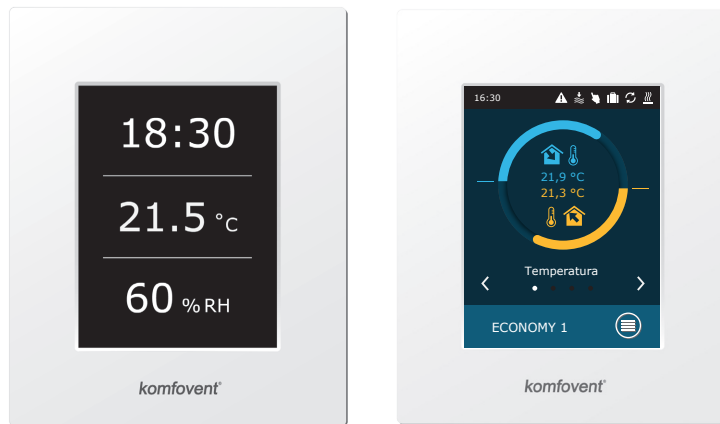 18:30
21.5 °C
60 % RH
komfovent®
16:30
21,9 °C
21,3 °C
Temperatura
ECONOMY 1
komfovent®